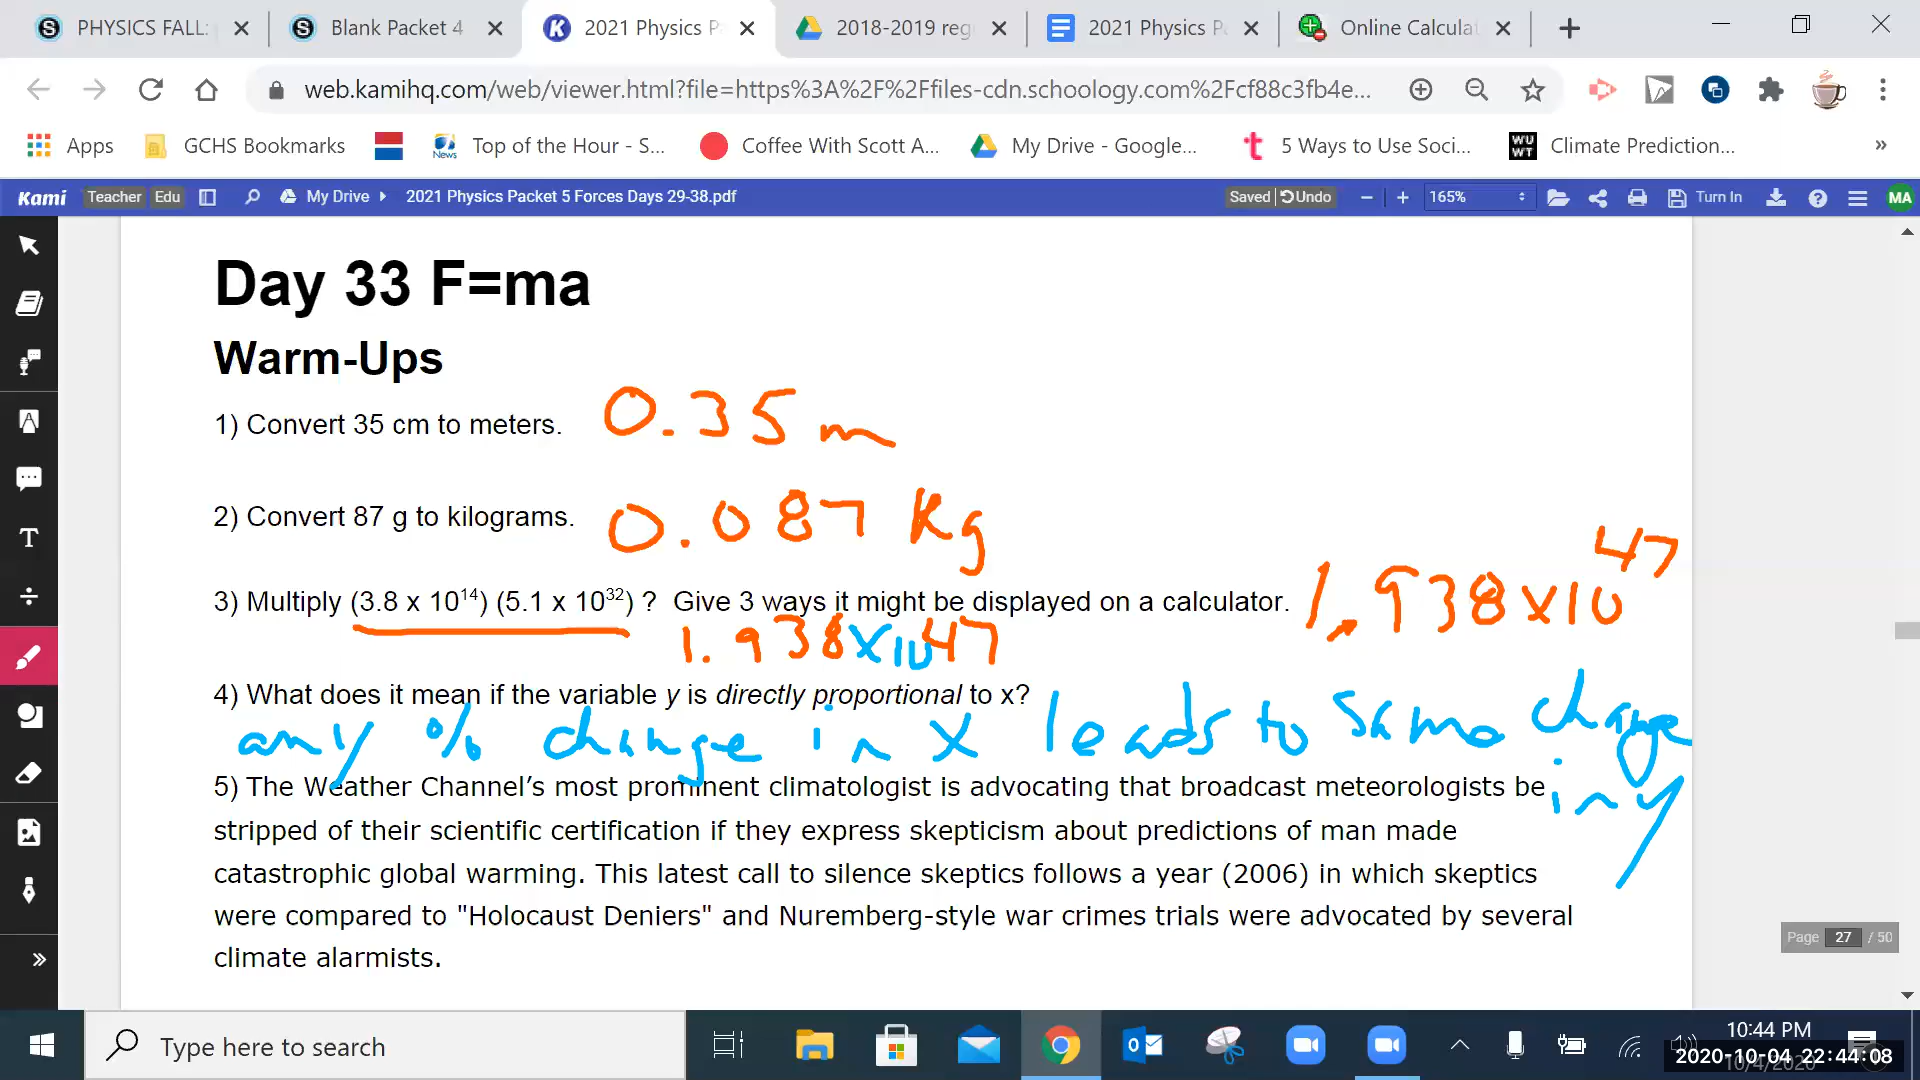 PHYSICS FALL: Blank Packet 4 2021 Physics P 2018-2019 reg 2021 Physics Pa Online Calculat
web.kamihq.com/web/viewer.html?file=https%3A%2F%2Ffiles-cdn.schoology.com%2Fcf88c3fb4e...
Apps GCHS Bookmarks News Top of the Hour - S... Coffee With Scott A... My Drive - Google... 5 Ways to Use Soci... WU WT Climate Prediction... »
Kami Teacher Edu My Drive 2021 Physics Packet 5 Forces Days 29-38.pdf Saved Undo − + 165% Turn In MA
Day 33 F=ma
Warm-Ups
1) Convert 35 cm to meters. 0.35 m
2) Convert 87 g to kilograms. 0.087 Kg
3) Multiply (3.8 x 10¹⁴) (5.1 x 10³²) ? Give 3 ways it might be displayed on a calculator. 1.938x10⁴⁷
1.938x1047
4) What does it mean if the variable y is directly proportional to x?
any % change in x leads to same change
in y
5) The Weather Channel's most prominent climatologist is advocating that broadcast meteorologists be
stripped of their scientific certification if they express skepticism about predictions of man made
catastrophic global warming. This latest call to silence skeptics follows a year (2006) in which skeptics
were compared to "Holocaust Deniers" and Nuremberg-style war crimes trials were advocated by several
climate alarmists.
Page 27 / 50
Type here to search
10:44 PM
2020-10-04 22:44:08